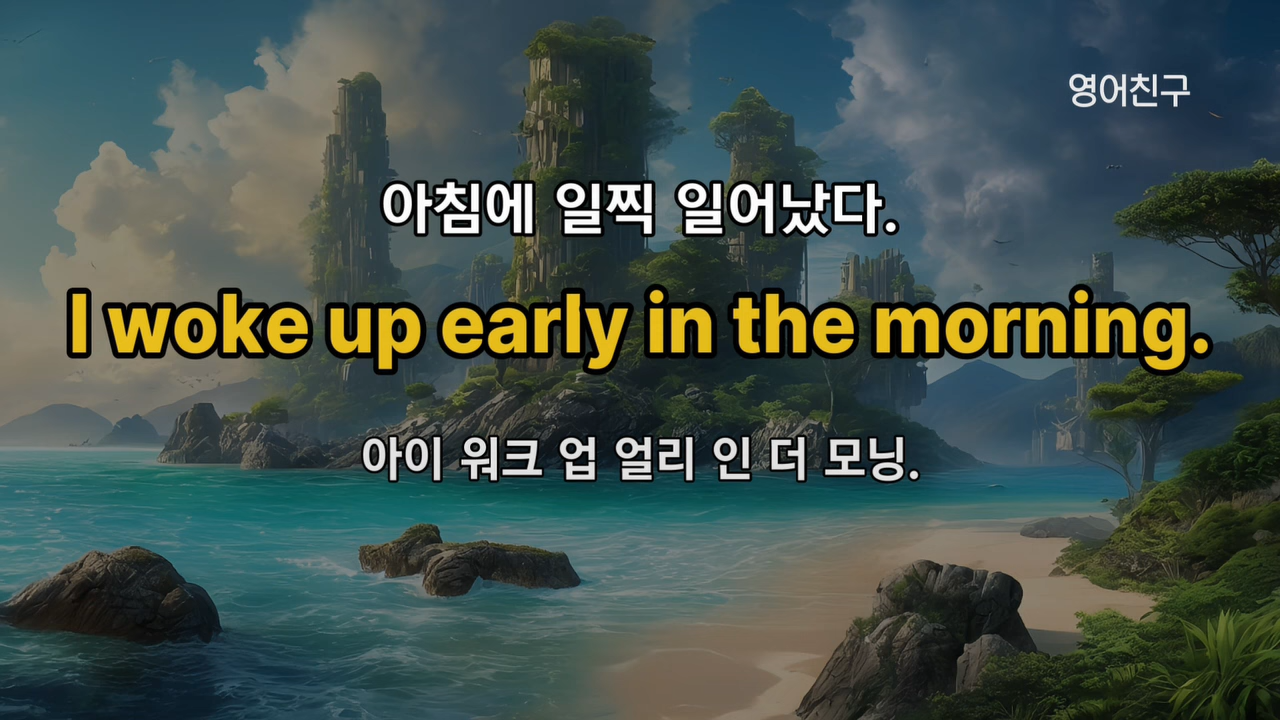 영어친구
아침에 일찍 일어났다.
I woke up early in the morning.
아이 워크 업 얼리 인 더 모닝.